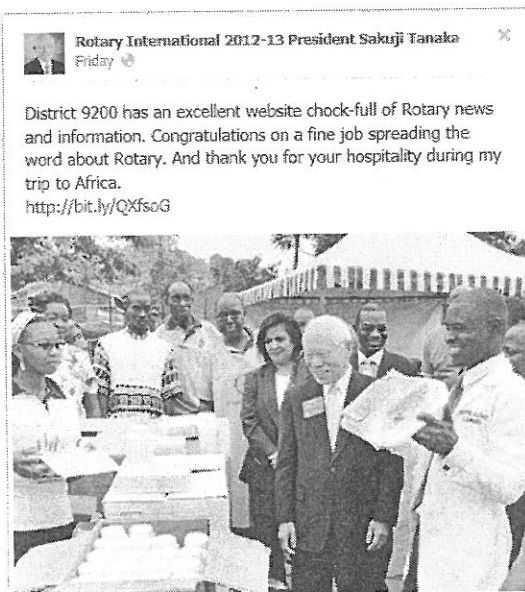 Rotary International 2012-13 President Sakuji Tanaka
Friday
District 9200 has an excellent website chock-full of Rotary news
and information. Congratulations on a fine job spreading the
word about Rotary. And thank you for your hospitality during my
trip to Africa.
http://bit.ly/QXfsoG